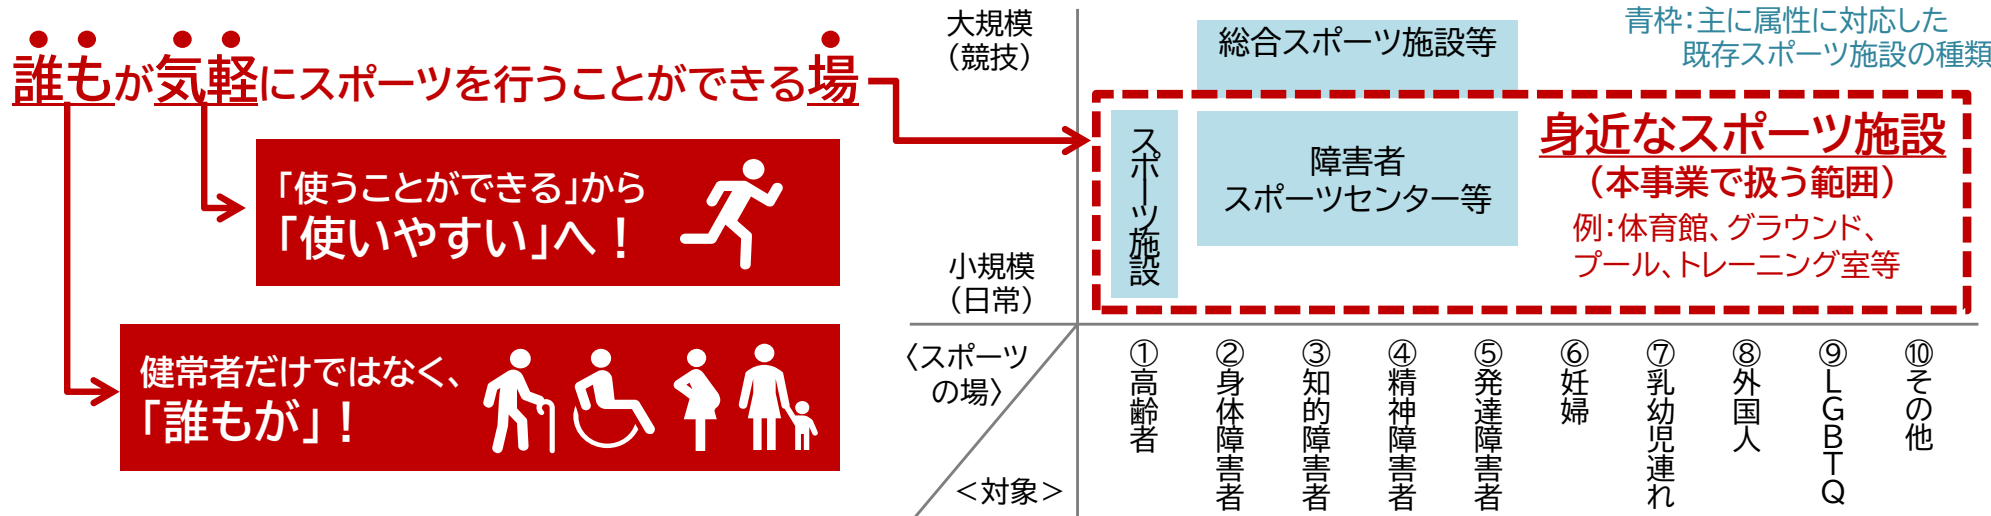 誰もが気軽にスポーツを行うことができる場
「使うことができる」から
「使いやすい」へ！
健常者だけではなく、
「誰もが」！
大規模
（競技）
小規模
（日常）
〈スポーツ
の場〉
＜対象＞
青枠：主に属性に対応した
既存スポーツ施設の種類
総合スポーツ施設等
スポーツ施設
障害者
スポーツセンター等
身近なスポーツ施設
（本事業で扱う範囲）
例：体育館、グラウンド、
プール、トレーニング室等
①高齢者
②身体障害者
③知的障害者
④精神障害者
⑤発達障害者
⑥妊婦
⑦乳幼児連れ
⑧外国人
⑨ＬＧＢＴＱ
⑩その他